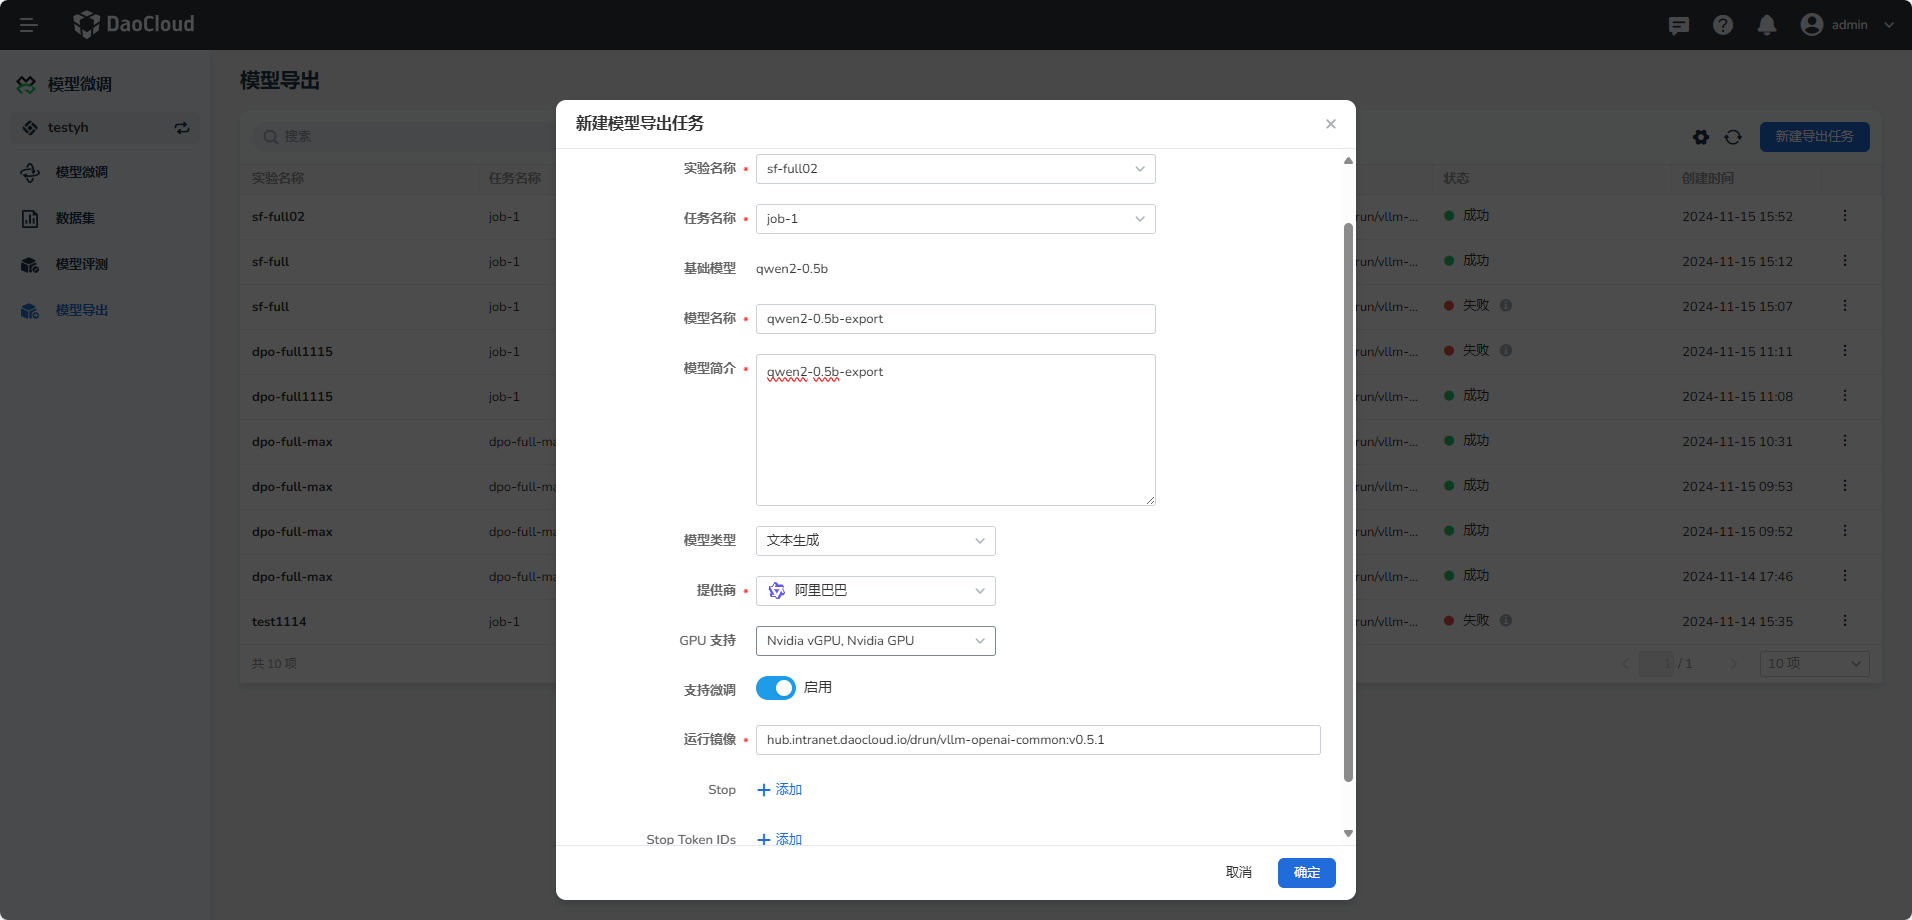 DaoCloud
admin
模型微调
testyh
模型微调
数据集
模型评测
模型导出
模型导出
搜索
新建导出任务
实验名称 任务名称 状态 创建时间
sf-full02 job-1 run/vllm-... 成功 2024-11-15 15:52
sf-full job-1 run/vllm-... 成功 2024-11-15 15:12
sf-full job-1 run/vllm-... 失败 2024-11-15 15:07
dpo-full1115 job-1 run/vllm-... 失败 2024-11-15 11:11
dpo-full1115 job-1 run/vllm-... 成功 2024-11-15 11:08
dpo-full-max dpo-full-ma run/vllm-... 成功 2024-11-15 10:31
dpo-full-max dpo-full-ma run/vllm-... 成功 2024-11-15 09:53
dpo-full-max dpo-full-ma run/vllm-... 成功 2024-11-15 09:52
dpo-full-max dpo-full-ma run/vllm-... 成功 2024-11-14 17:46
test1114 job-1 run/vllm-... 失败 2024-11-14 15:35
共 10 项 1 / 1 10 项
新建模型导出任务
实验名称 • sf-full02
任务名称 • job-1
基础模型 qwen2-0.5b
模型名称 • qwen2-0.5b-export
模型简介 • qwen2-0.5b-export
模型类型 文本生成
提供商 • 阿里巴巴
GPU 支持 Nvidia vGPU, Nvidia GPU
支持微调 启用
运行镜像 • hub.intranet.daocloud.io/drun/vllm-openai-common:v0.5.1
Stop + 添加
Stop Token IDs + 添加
取消 确定